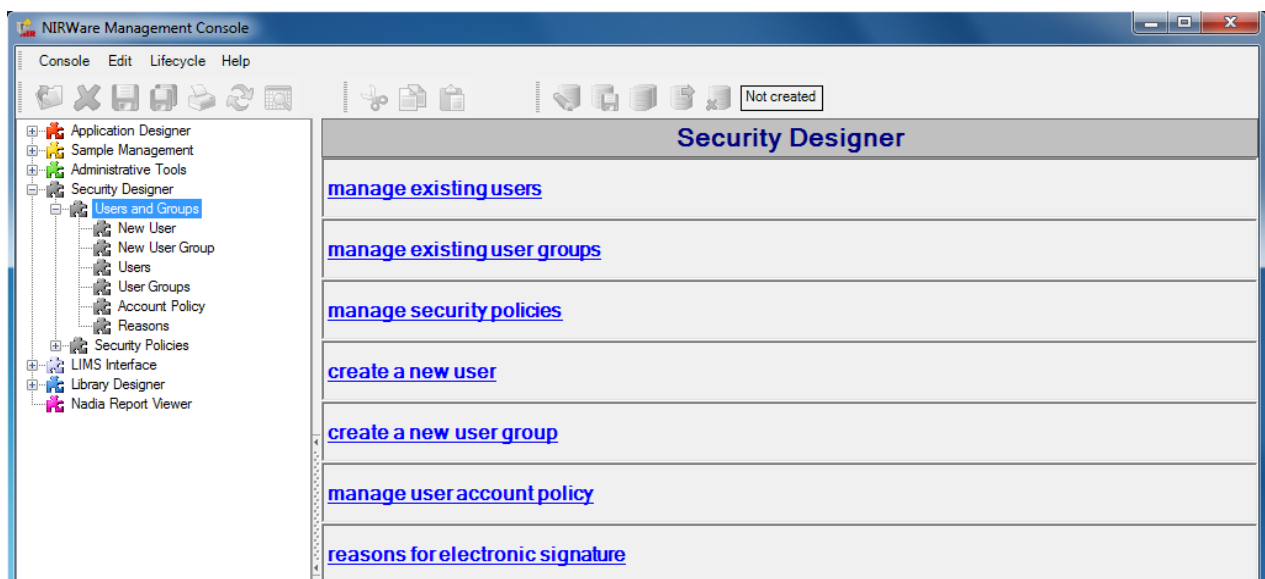 NIRWare Management Console
Console Edit Lifecycle Help
Not created
Application Designer
Sample Management
Administrative Tools
Security Designer
Users and Groups
New User
New User Group
Users
User Groups
Account Policy
Reasons
Security Policies
LIMS Interface
Library Designer
Nadia Report Viewer
Security Designer
manage existing users
manage existing user groups
manage security policies
create a new user
create a new user group
manage user account policy
reasons for electronic signature